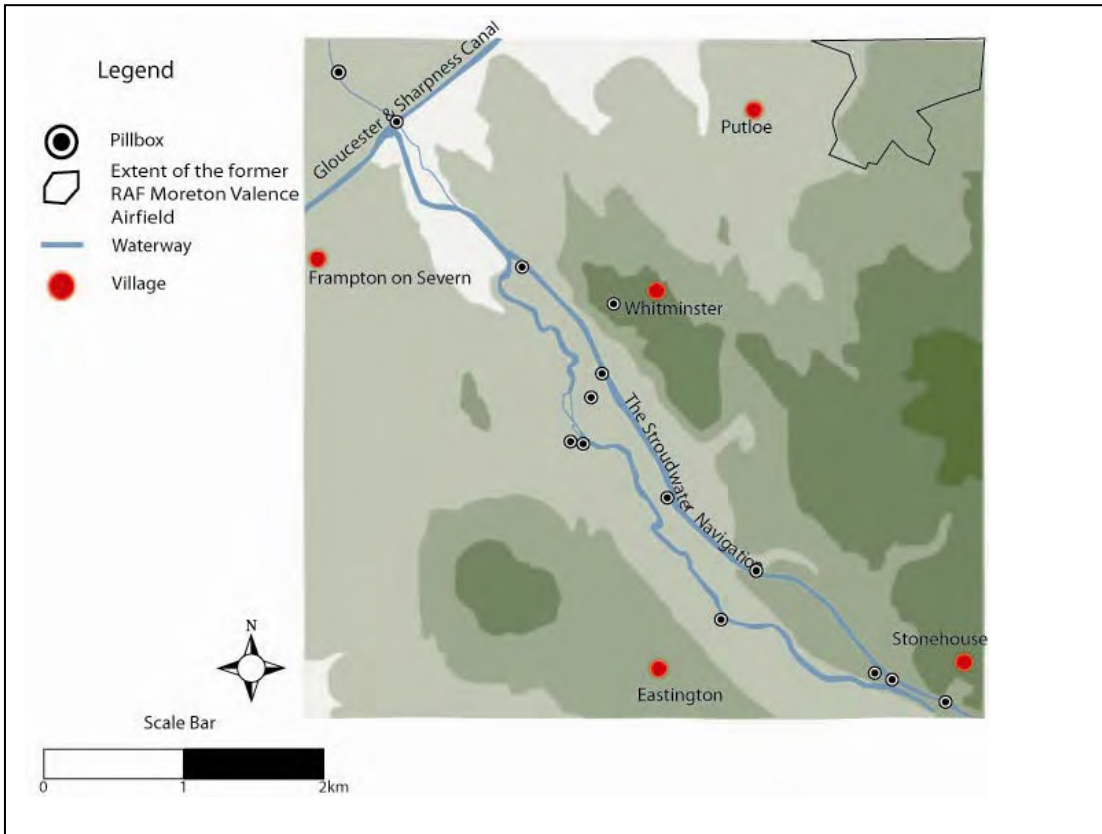 Legend
Pillbox
Extent of the former
RAF Moreton Valence
Airfield
Waterway
Village
Gloucester & Sharpness Canal
Putloe
Frampton on Severn
Whitminster
The Stroudwater Navigation
Stonehouse
Eastington
N
Scale Bar
0 1 2km